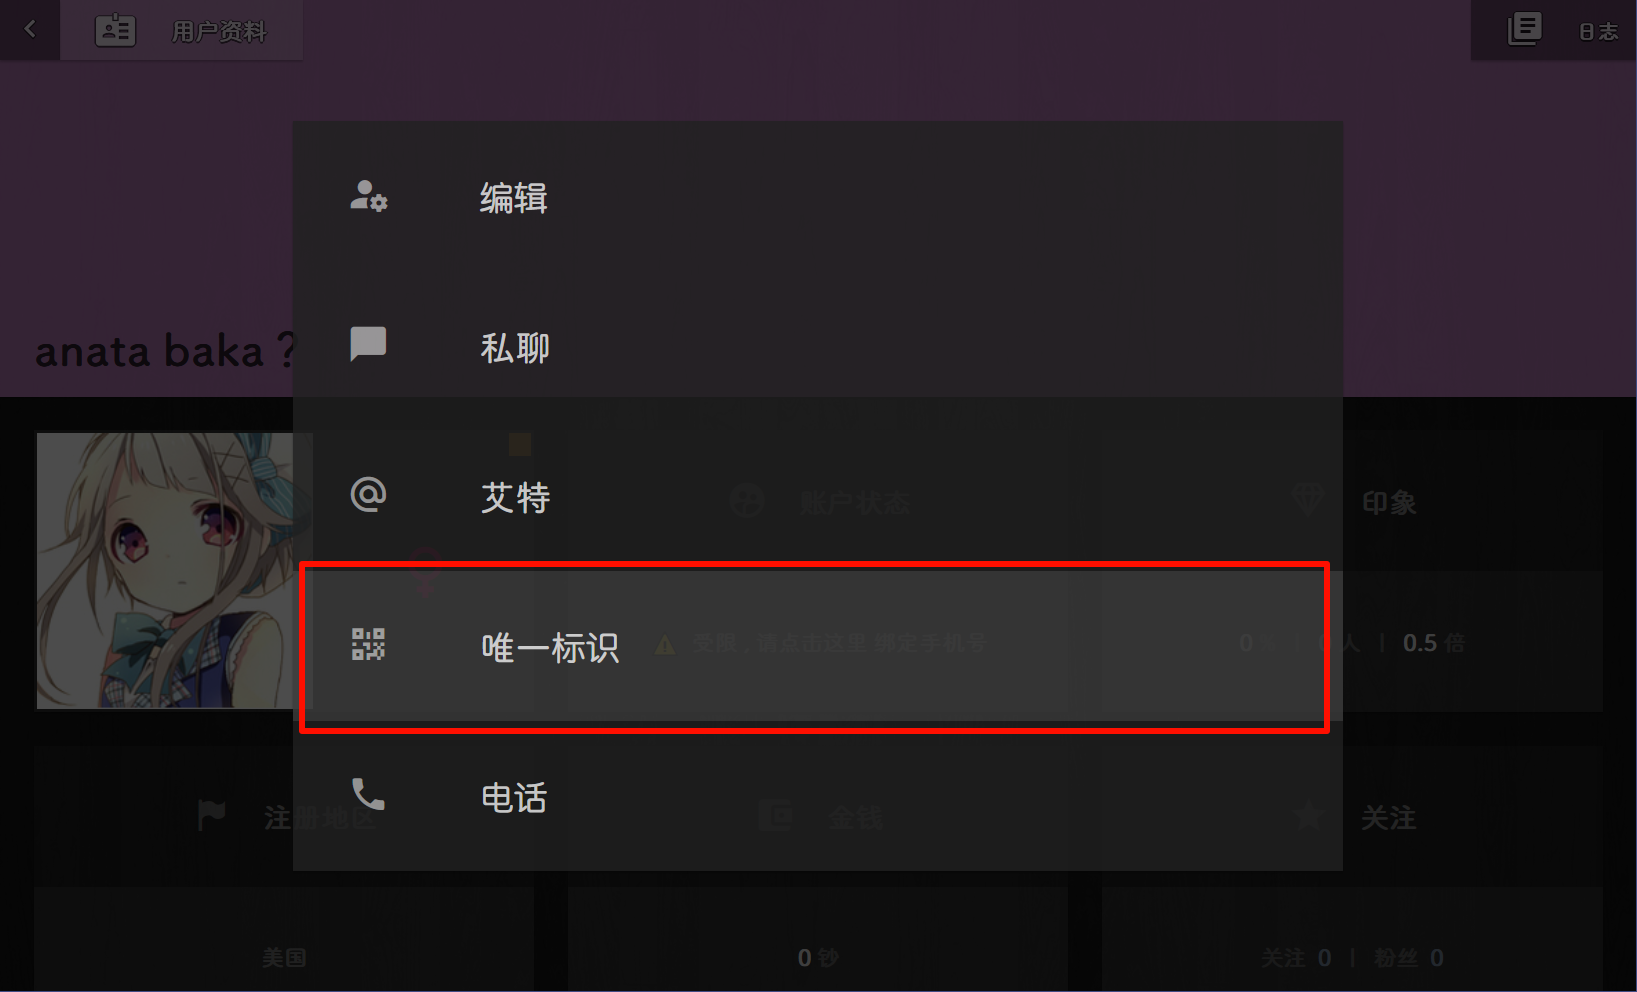 用户资料
日志
编辑
anata baka？
私聊
艾特
账户状态
印象
唯一标识
受限，请点击这里 绑定手机号
0
0 人 | 0.5 倍
电话
注册地区
金钱
关注
美国
0 钞
关注 0 | 粉丝 0